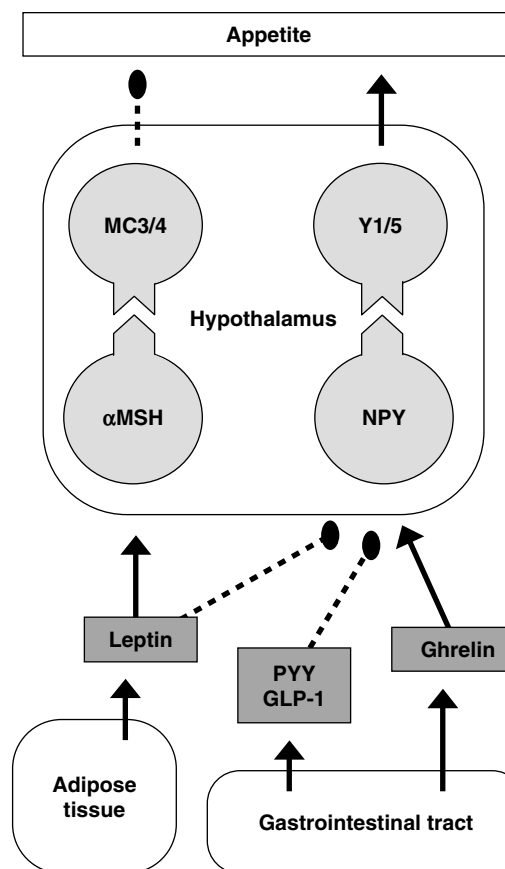 Appetite
MC3/4
Y1/5
Hypothalamus
αMSH
NPY
Leptin
PYY
GLP-1
Ghrelin
Adipose
tissue
Gastrointestinal tract